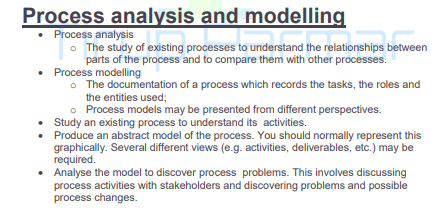 Process analysis and modelling
• Process analysis
o The study of existing processes to understand the relationships between
parts of the process and to compare them with other processes.
• Process modelling
o The documentation of a process which records the tasks, the roles and
the entities used;
o Process models may be presented from different perspectives.
• Study an existing process to understand its activities.
• Produce an abstract model of the process. You should normally represent this
graphically. Several different views (e.g. activities, deliverables, etc.) may be
required.
• Analyse the model to discover process problems. This involves discussing
process activities with stakeholders and discovering problems and possible
process changes.